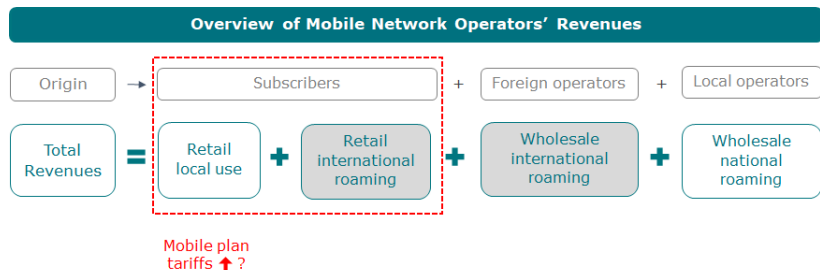 Overview of Mobile Network Operators’ Revenues
Origin → Subscribers + Foreign operators + Local operators
Total
Revenues
=
Retail
local use
+
Retail
international
roaming
+
Wholesale
international
roaming
+
Wholesale
national
roaming
Mobile plan
tariffs ↑ ?